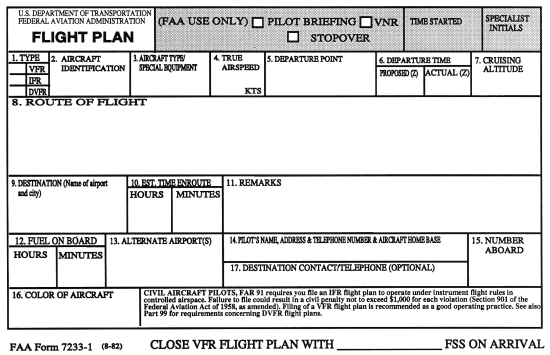 U.S. DEPARTMENT OF TRANSPORTATION
FEDERAL AVIATION ADMINISTRATION
FLIGHT PLAN
(FAA USE ONLY) PILOT BRIEFING VNR
STOPOVER
TIME STARTED
SPECIALIST
INITIALS
1. TYPE
VFR
IFR
DVFR
2. AIRCRAFT
IDENTIFICATION
3. AIRCRAFT TYPE/
SPECIAL EQUIPMENT
4. TRUE
AIRSPEED
KTS
5. DEPARTURE POINT
6. DEPARTURE TIME
PROPOSED (Z) ACTUAL (Z)
7. CRUISING
ALTITUDE
8. ROUTE OF FLIGHT
9. DESTINATION (Name of airport
and city)
10. EST. TIME ENROUTE
HOURS MINUTES
11. REMARKS
12. FUEL ON BOARD
HOURS MINUTES
13. ALTERNATE AIRPORT(S)
14. PILOT'S NAME, ADDRESS & TELEPHONE NUMBER & AIRCRAFT HOME BASE
17. DESTINATION CONTACT/TELEPHONE (OPTIONAL)
15. NUMBER
ABOARD
16. COLOR OF AIRCRAFT
CIVIL AIRCRAFT PILOTS, FAR 91 requires you file an IFR flight plan to operate under instrument flight rules in
controlled airspace. Failure to file could result in a civil penalty not to exceed $1,000 for each violation (Section 901 of the
Federal Aviation Act of 1958, as amended). Filing of a VFR flight plan is recommended as a good operating practice. See also
Part 99 for requirements concerning DVFR flight plans.
FAA Form 7233-1 (8-82) CLOSE VFR FLIGHT PLAN WITH ____________ FSS ON ARRIVAL